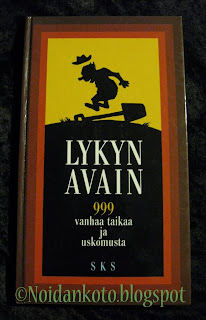 LYKYN
AVAIN
999
vanhaa taikaa
ja
uskomusta
SKS
©Noidankoto.blogspot